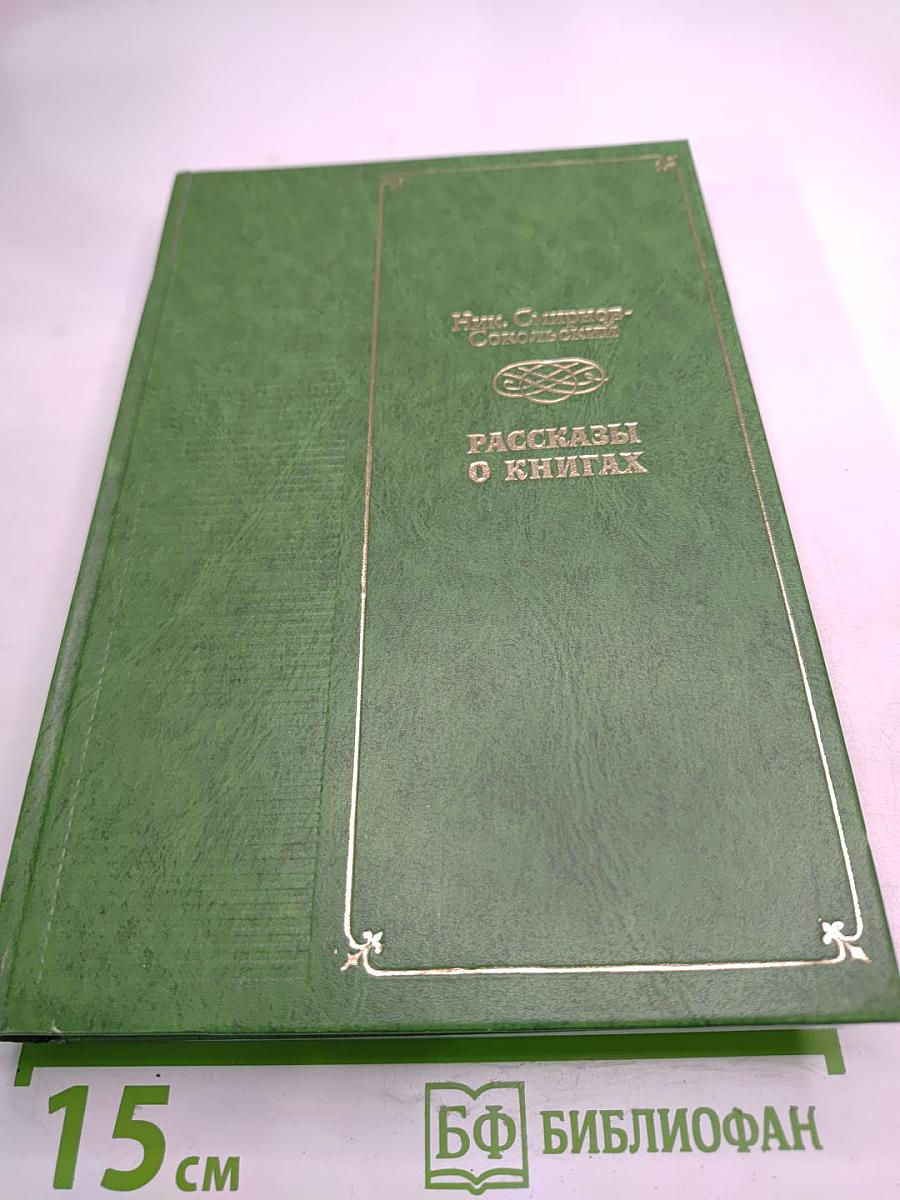 Ник. Смирнов-
Сокольский
РАССКАЗЫ
О КНИГАХ
15 см
БФ БИБЛИОФАН